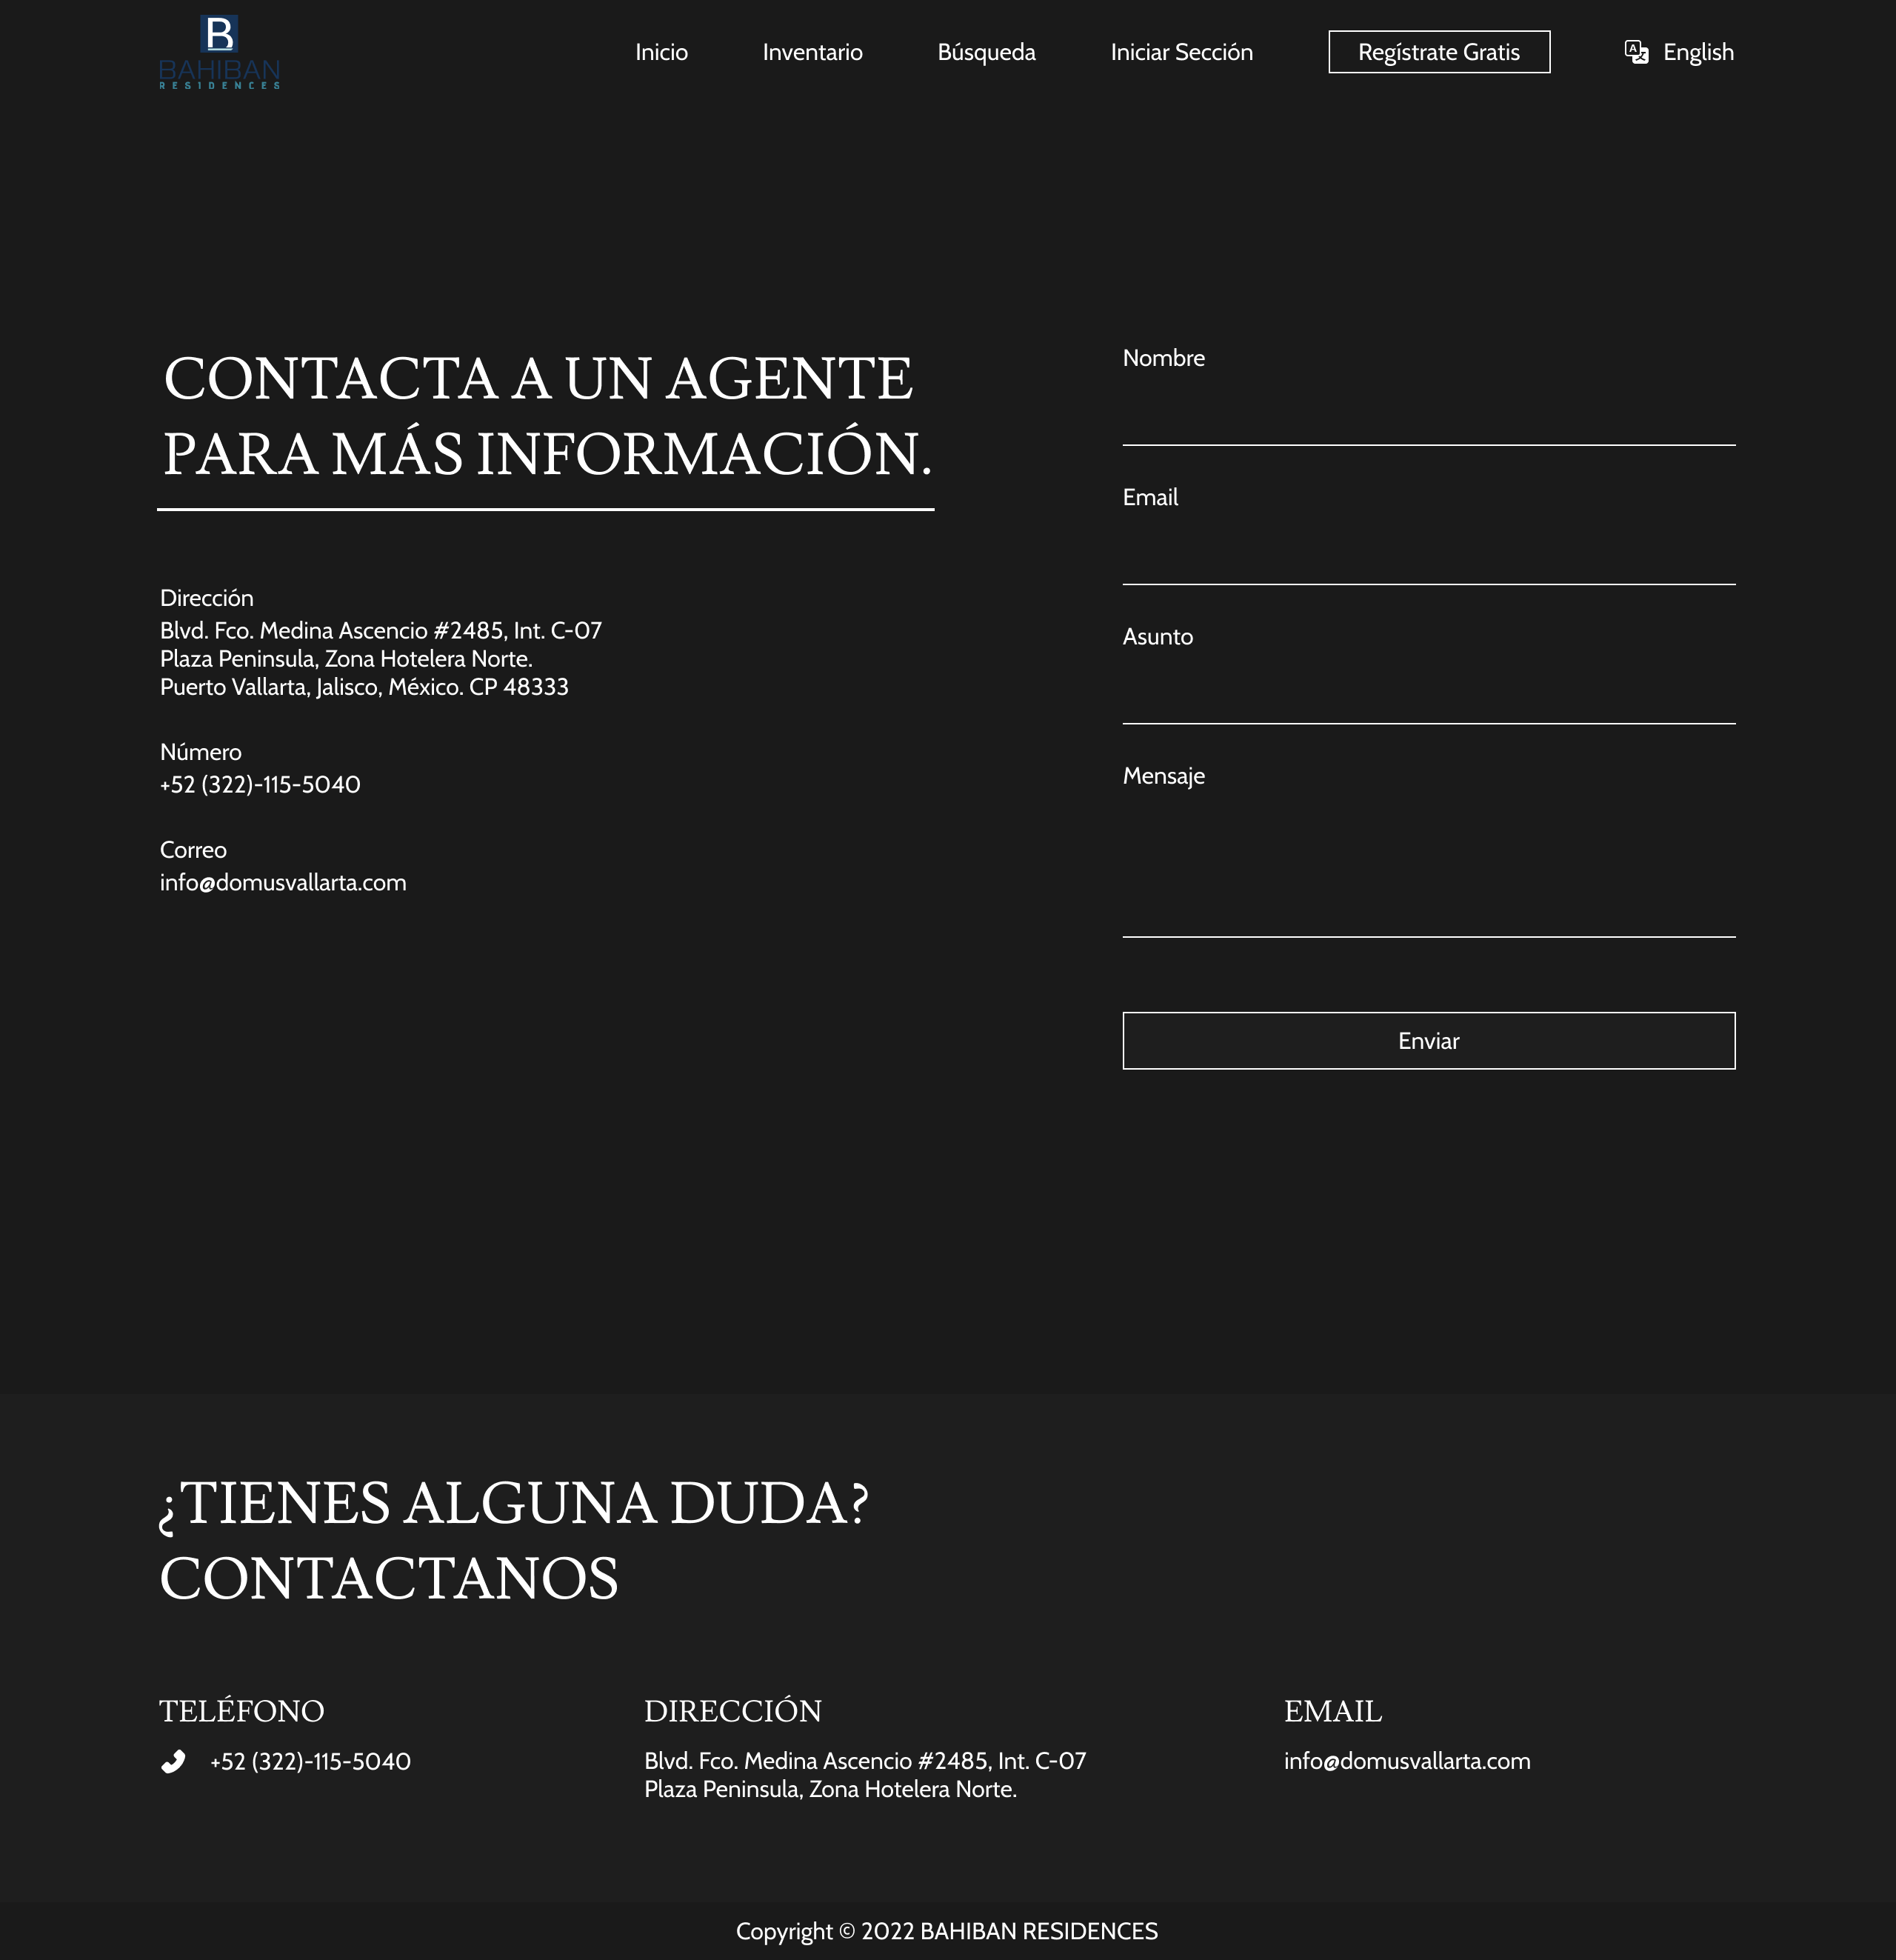 B
BAHIBAN
RESIDENCES
Inicio
Inventario
Búsqueda
Iniciar Sección
Regístrate Gratis
English
CONTACTA A UN AGENTE
PARA MÁS INFORMACIÓN.
Dirección
Blvd. Fco. Medina Ascencio #2485, Int. C-07
Plaza Peninsula, Zona Hotelera Norte.
Puerto Vallarta, Jalisco, México. CP 48333
Número
+52 (322)-115-5040
Correo
info@domusvallarta.com
Nombre
Email
Asunto
Mensaje
Enviar
¿TIENES ALGUNA DUDA?
CONTACTANOS
TELÉFONO
+52 (322)-115-5040
DIRECCIÓN
Blvd. Fco. Medina Ascencio #2485, Int. C-07
Plaza Peninsula, Zona Hotelera Norte.
EMAIL
info@domusvallarta.com
Copyright © 2022 BAHIBAN RESIDENCES